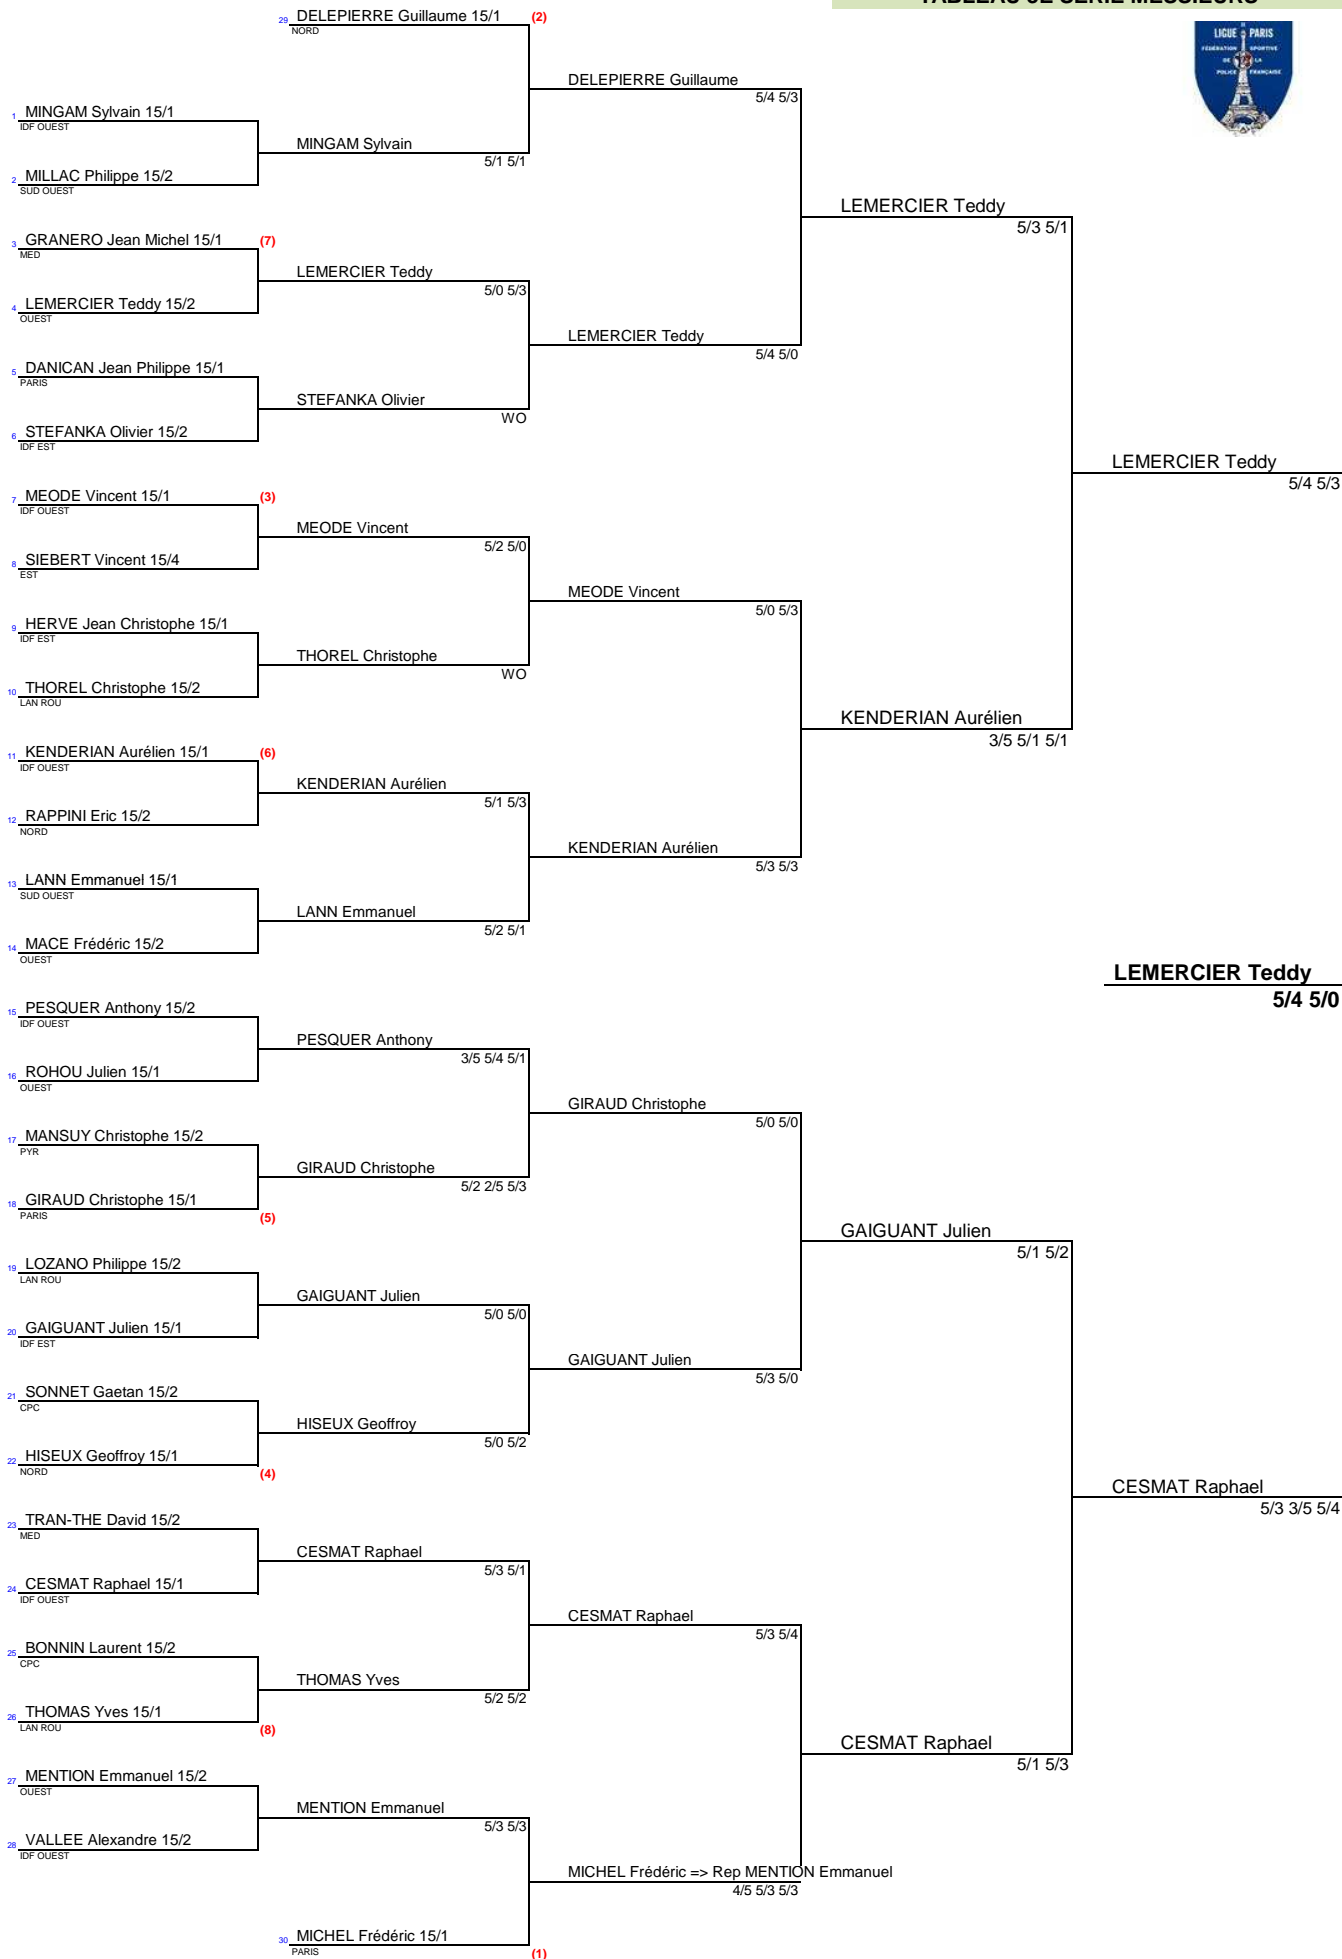 TABLEAU 3E SERIE MESSIEURS
LIGUE PARIS
FÉDÉRATION SPORTIVE
DE LA
POLICE FRANÇAISE
29 DELEPIERRE Guillaume 15/1 (2)
NORD
DELEPIERRE Guillaume
5/4 5/3
1 MINGAM Sylvain 15/1
IDF OUEST
MINGAM Sylvain
5/1 5/1
2 MILLAC Philippe 15/2
SUD OUEST
LEMERCIER Teddy
5/3 5/1
3 GRANERO Jean Michel 15/1 (7)
MED
LEMERCIER Teddy
5/0 5/3
4 LEMERCIER Teddy 15/2
OUEST
LEMERCIER Teddy
5/4 5/0
5 DANICAN Jean Philippe 15/1
PARIS
STEFANKA Olivier
WO
6 STEFANKA Olivier 15/2
IDF EST
LEMERCIER Teddy
5/4 5/3
7 MEODE Vincent 15/1 (3)
IDF OUEST
MEODE Vincent
5/2 5/0
8 SIEBERT Vincent 15/4
EST
MEODE Vincent
5/0 5/3
9 HERVE Jean Christophe 15/1
IDF EST
THOREL Christophe
WO
10 THOREL Christophe 15/2
LAN ROU
KENDERIAN Aurélien
3/5 5/1 5/1
11 KENDERIAN Aurélien 15/1 (6)
IDF OUEST
KENDERIAN Aurélien
5/1 5/3
12 RAPPINI Eric 15/2
NORD
KENDERIAN Aurélien
5/3 5/3
13 LANN Emmanuel 15/1
SUD OUEST
LANN Emmanuel
5/2 5/1
14 MACE Frédéric 15/2
OUEST
LEMERCIER Teddy
5/4 5/0
15 PESQUER Anthony 15/2
IDF OUEST
PESQUER Anthony
3/5 5/4 5/1
16 ROHOU Julien 15/1
OUEST
GIRAUD Christophe
5/0 5/0
17 MANSUY Christophe 15/2
PYR
GIRAUD Christophe
5/2 2/5 5/3
18 GIRAUD Christophe 15/1
PARIS (5)
GAIGUANT Julien
5/1 5/2
19 LOZANO Philippe 15/2
LAN ROU
GAIGUANT Julien
5/0 5/0
20 GAIGUANT Julien 15/1
IDF EST
GAIGUANT Julien
5/3 5/0
21 SONNET Gaetan 15/2
CPC
HISEUX Geoffroy
5/0 5/2
22 HISEUX Geoffroy 15/1
NORD (4)
CESMAT Raphael
5/3 3/5 5/4
23 TRAN-THE David 15/2
MED
CESMAT Raphael
5/3 5/1
24 CESMAT Raphael 15/1
IDF OUEST
CESMAT Raphael
5/3 5/4
25 BONNIN Laurent 15/2
CPC
THOMAS Yves
5/2 5/2
26 THOMAS Yves 15/1
LAN ROU (8)
CESMAT Raphael
5/1 5/3
27 MENTION Emmanuel 15/2
OUEST
MENTION Emmanuel
5/3 5/3
28 VALLEE Alexandre 15/2
IDF OUEST
MICHEL Frédéric => Rep MENTION Emmanuel
4/5 5/3 5/3
30 MICHEL Frédéric 15/1
PARIS (1)